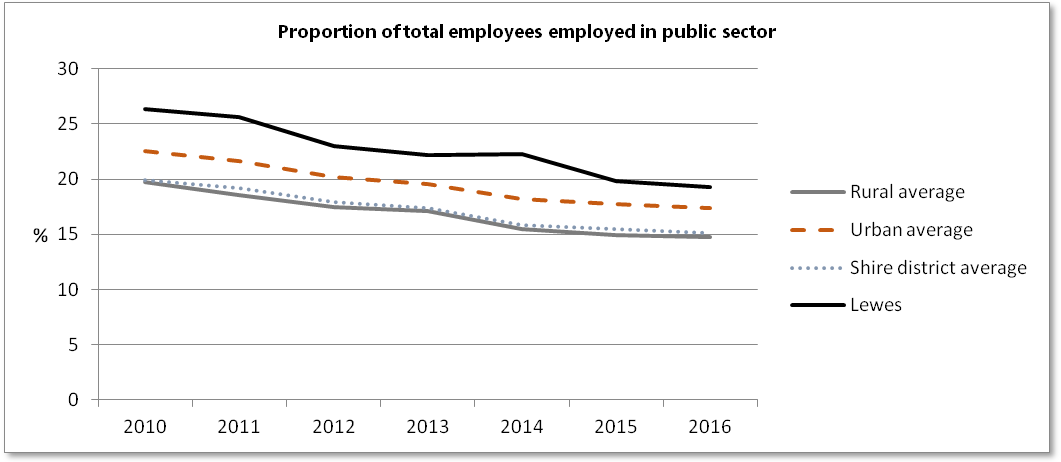 Proportion of total employees employed in public sector
30
25
20
15
10
5
0
%
2010 2011 2012 2013 2014 2015 2016
Rural average
Urban average
Shire district average
Lewes